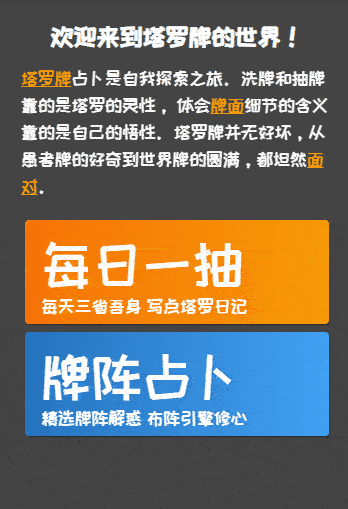 欢迎来到塔罗牌的世界！
塔罗牌占卜是自我探索之旅．洗牌和抽牌
靠的是塔罗的灵性，体会牌面细节的含义
靠的是自己的悟性．塔罗牌并无好坏，从
愚者牌的好奇到世界牌的圆满，都坦然面
对．
每日一抽
每天三省吾身 写点塔罗日记
牌阵占卜
精选牌阵解惑 布阵引擎修心